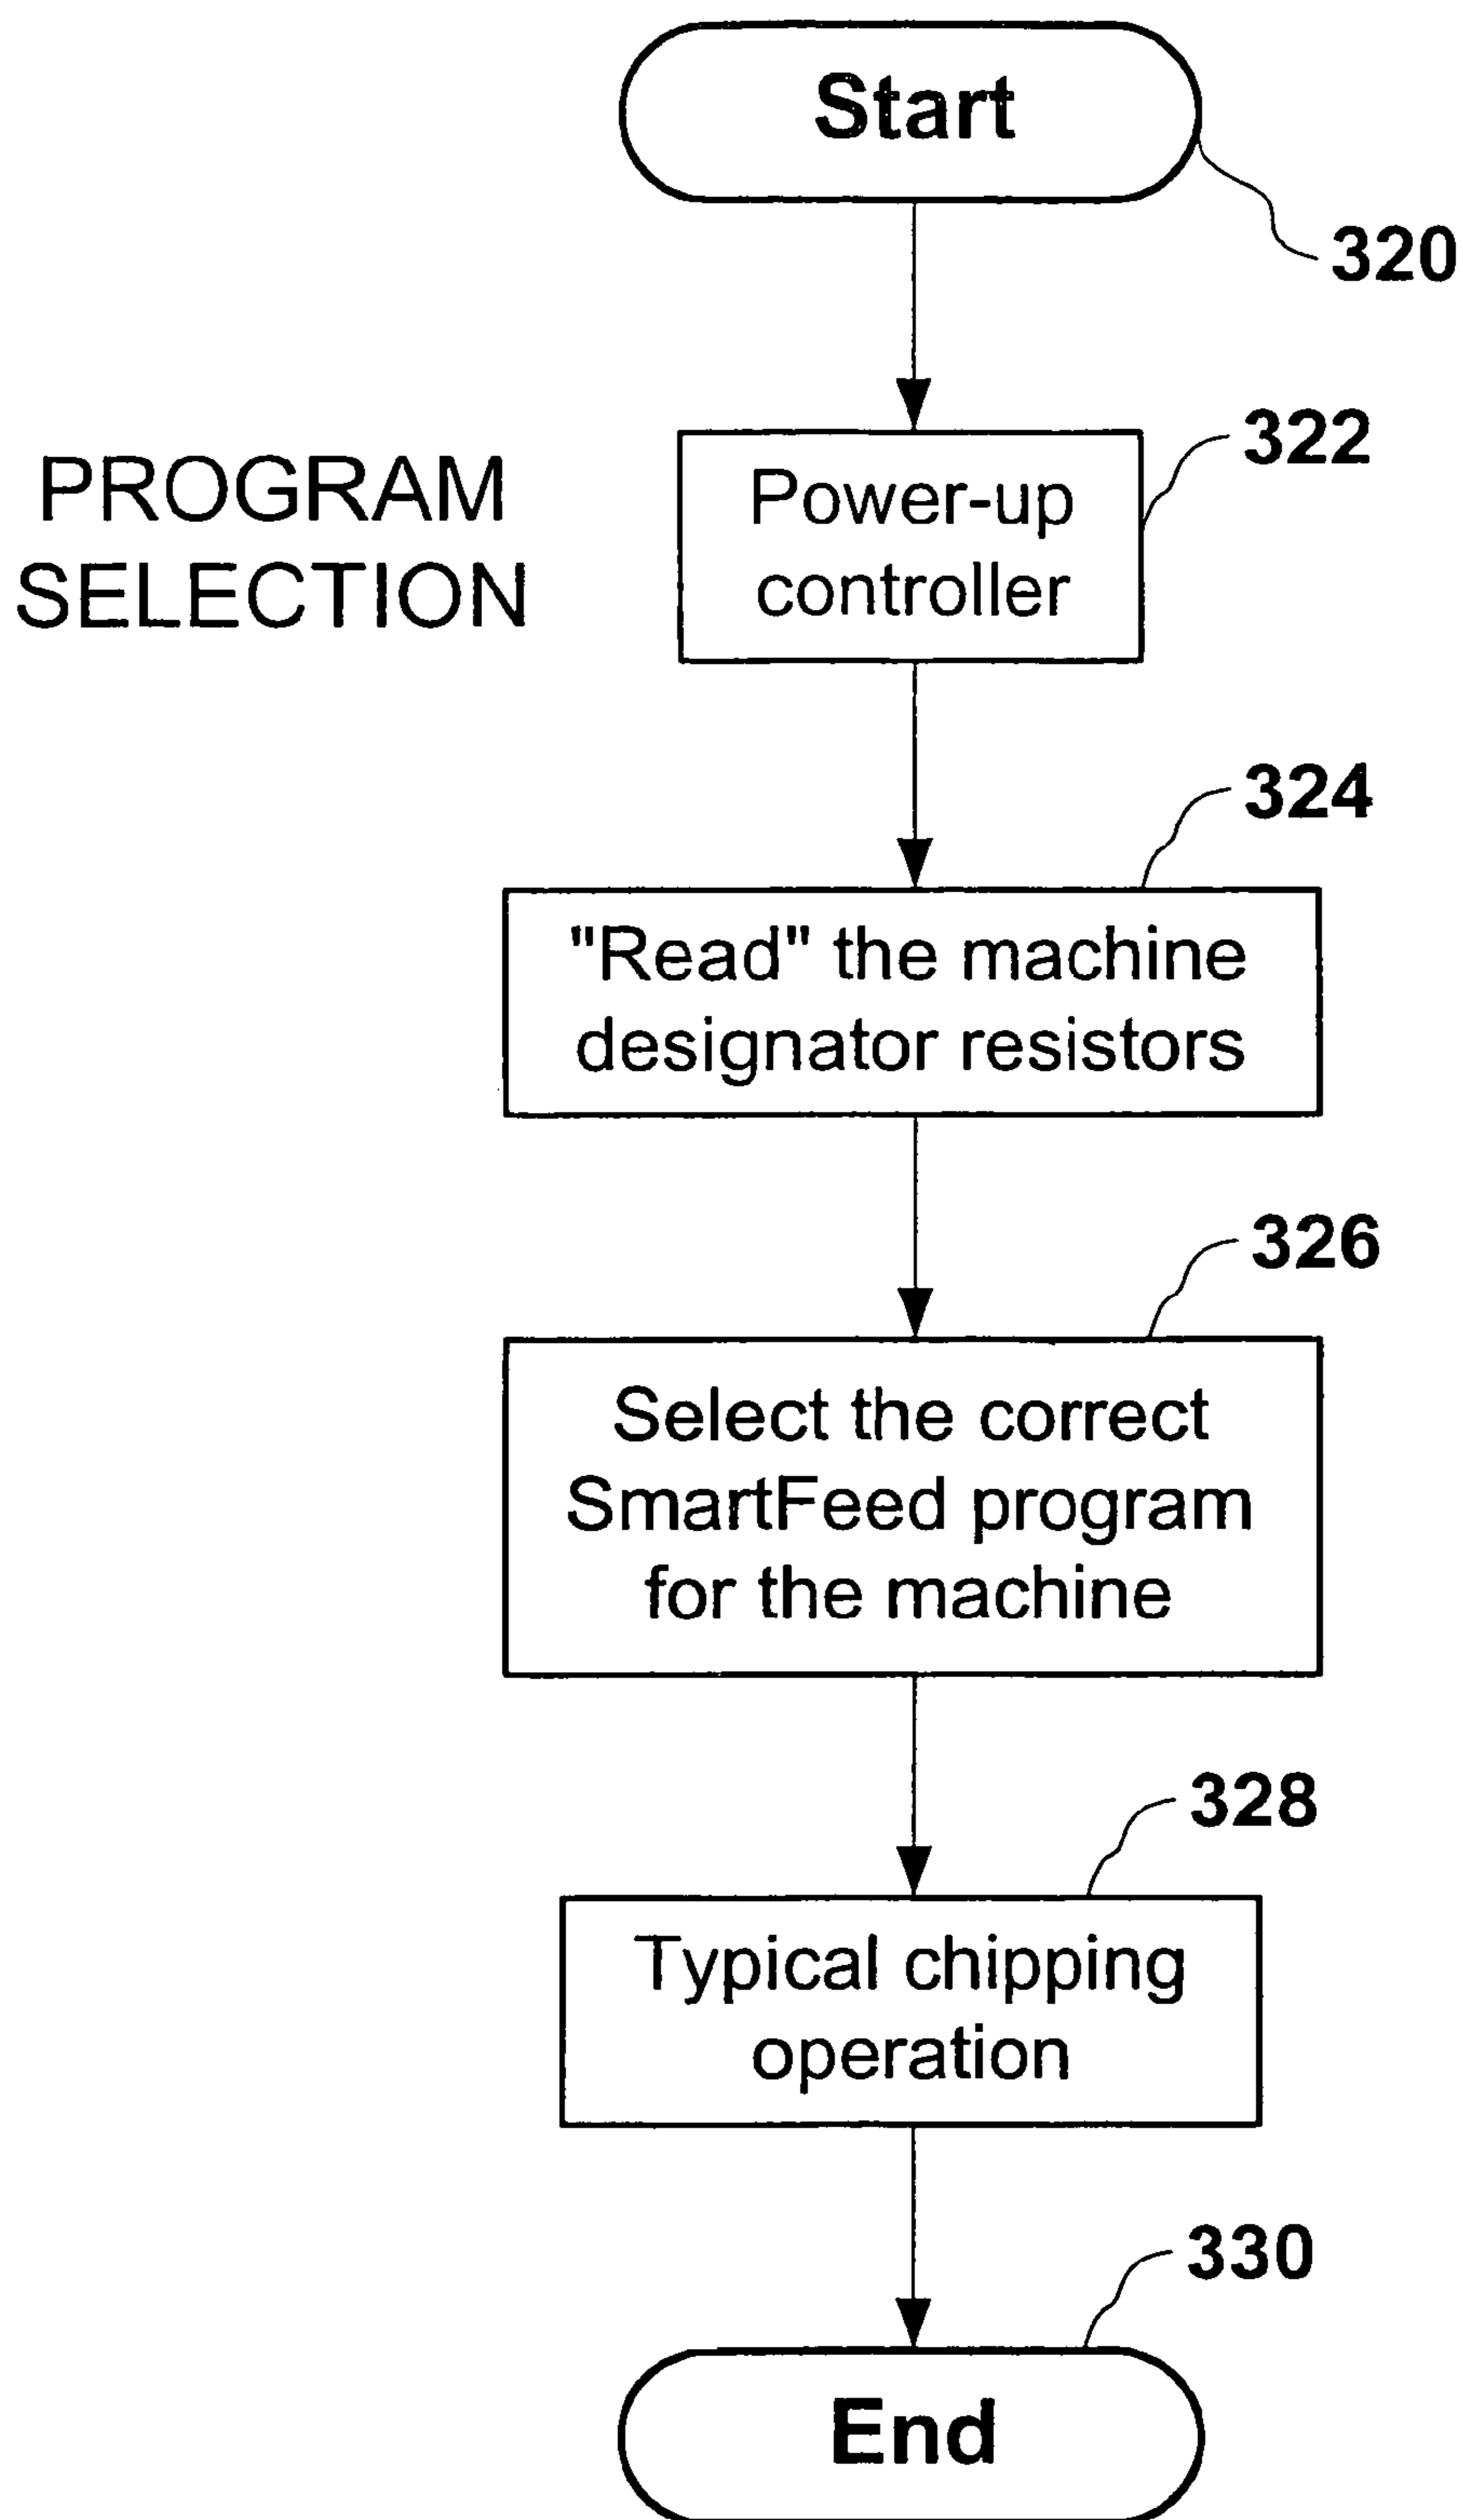 Start
320
PROGRAM
SELECTION
322
Power-up
controller
324
"Read" the machine
designator resistors
326
Select the correct
SmartFeed program
for the machine
328
Typical chipping
operation
330
End